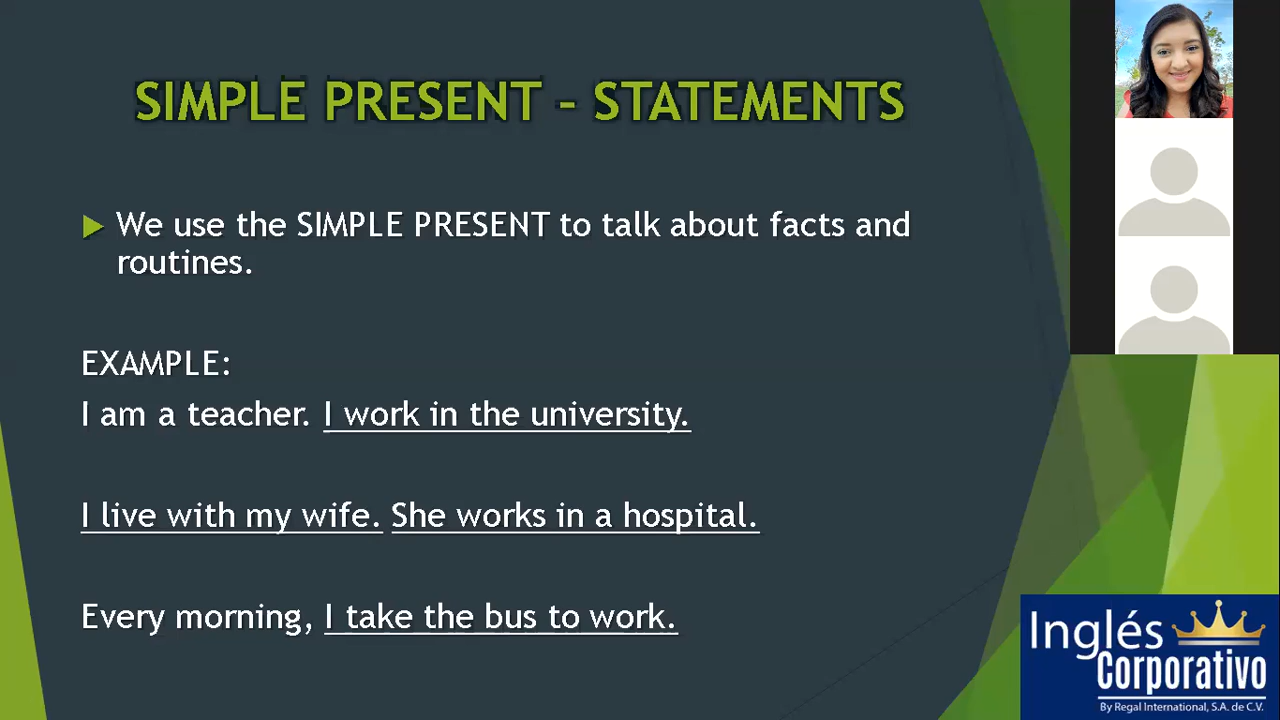 SIMPLE PRESENT - STATEMENTS
We use the SIMPLE PRESENT to talk about facts and
routines.
EXAMPLE:
I am a teacher. I work in the university.
I live with my wife. She works in a hospital.
Every morning, I take the bus to work.
Inglés
Corporativo
By Regal International, S.A. de C.V.